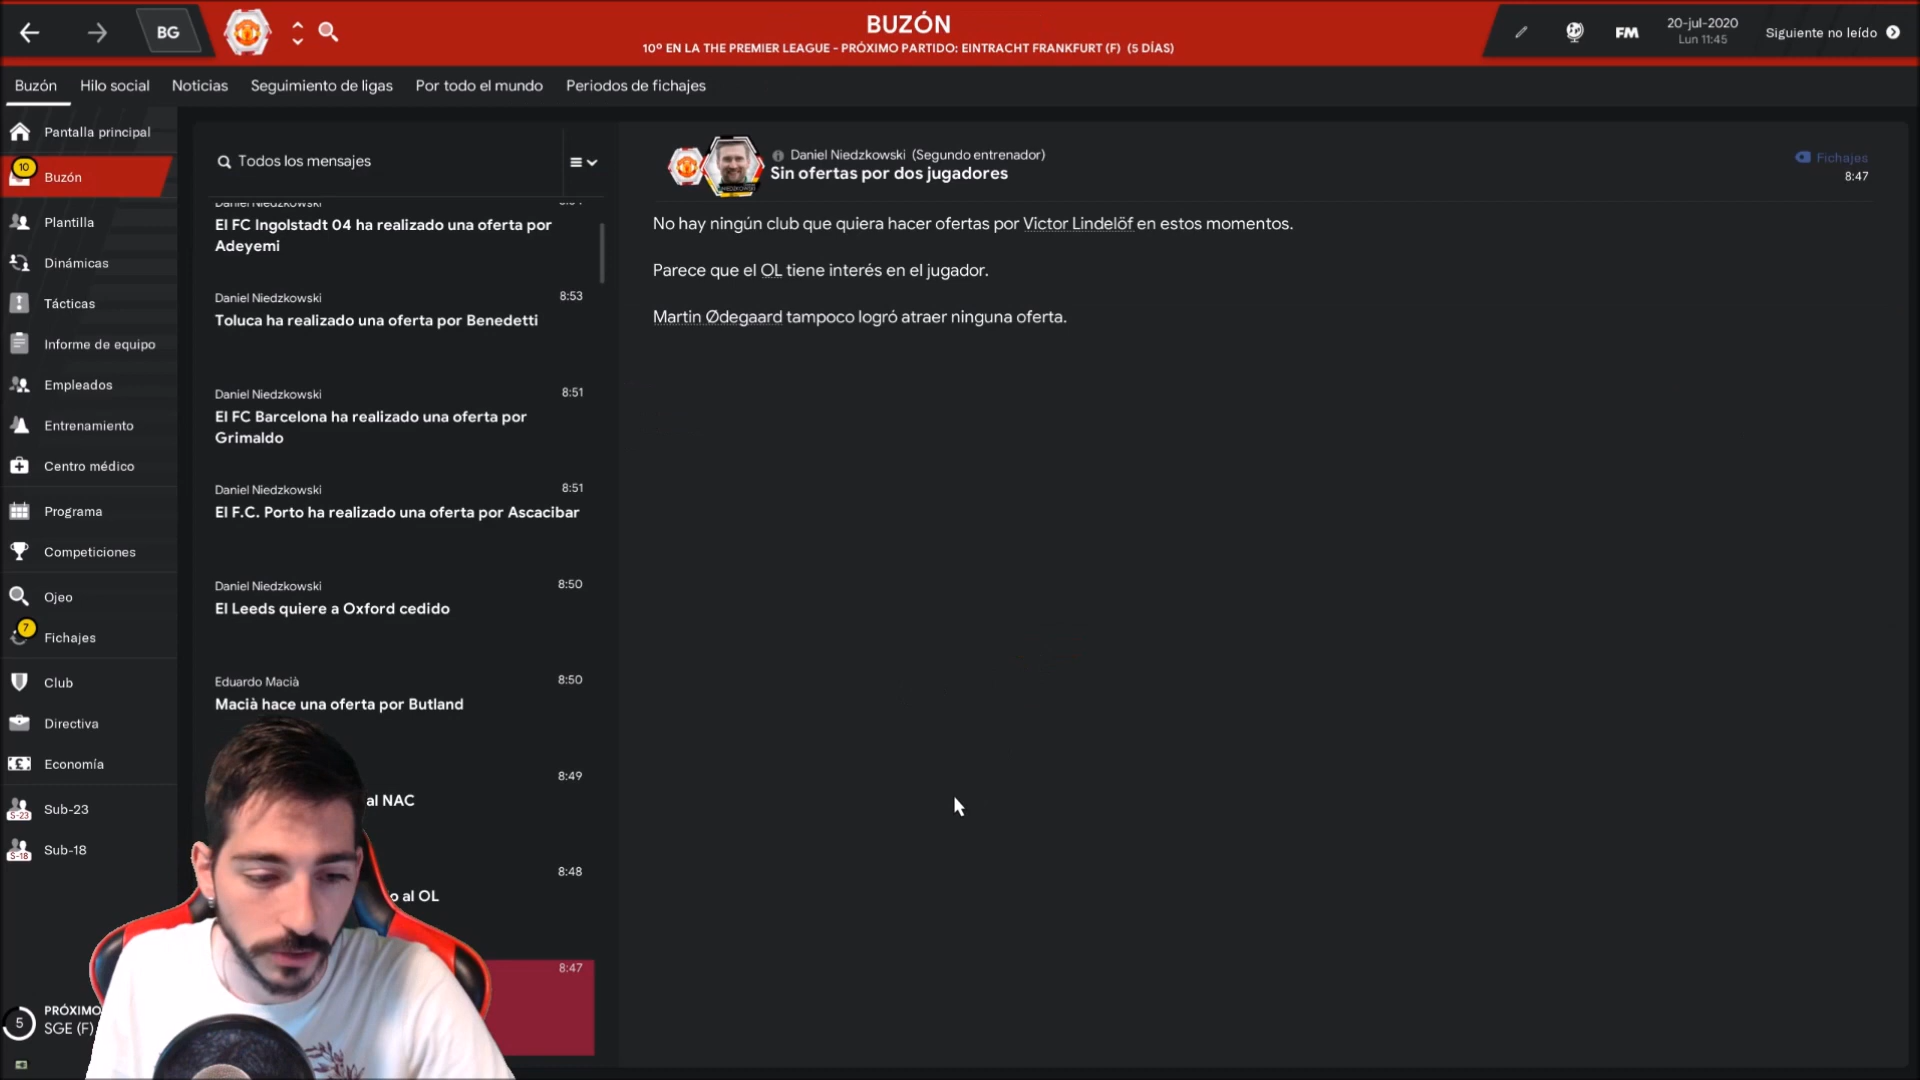 BG
BUZÓN
10º EN LA THE PREMIER LEAGUE - PRÓXIMO PARTIDO: EINTRACHT FRANKFURT (F) (5 DÍAS)
FM
20-jul-2020
Lun 11:45
Siguiente no leído
Buzón
Hilo social
Noticias
Seguimiento de ligas
Por todo el mundo
Periodos de fichajes
Pantalla principal
10
Buzón
Plantilla
Dinámicas
Tácticas
Informe de equipo
Empleados
Entrenamiento
Centro médico
Programa
Competiciones
Ojeo
7
Fichajes
Club
Directiva
Economía
S-23
Sub-23
S-18
Sub-18
5
PRÓXIMO
SGE (F)
Todos los mensajes
Daniel Niedzkowski
El FC Ingolstadt 04 ha realizado una oferta por
Adeyemi
Daniel Niedzkowski
8:53
Toluca ha realizado una oferta por Benedetti
Daniel Niedzkowski
8:51
El FC Barcelona ha realizado una oferta por
Grimaldo
Daniel Niedzkowski
8:51
El F.C. Porto ha realizado una oferta por Ascacibar
Daniel Niedzkowski
8:50
El Leeds quiere a Oxford cedido
Eduardo Macià
8:50
Macià hace una oferta por Butland
8:49
al NAC
8:48
o al OL
8:47
Daniel Niedzkowski (Segundo entrenador)
Sin ofertas por dos jugadores
Fichajes
8:47
No hay ningún club que quiera hacer ofertas por Victor Lindelöf en estos momentos.
Parece que el OL tiene interés en el jugador.
Martin Ødegaard tampoco logró atraer ninguna oferta.